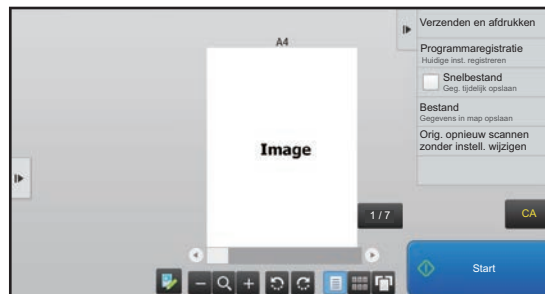 A4
Image
1 / 7
Verzenden en afdrukken
Programmaregistratie
Huidige inst. registreren
Snelbestand
Geg. tijdelijk opslaan
Bestand
Gegevens in map opslaan
Orig. opnieuw scannen
zonder instell. wijzigen
CA
Start